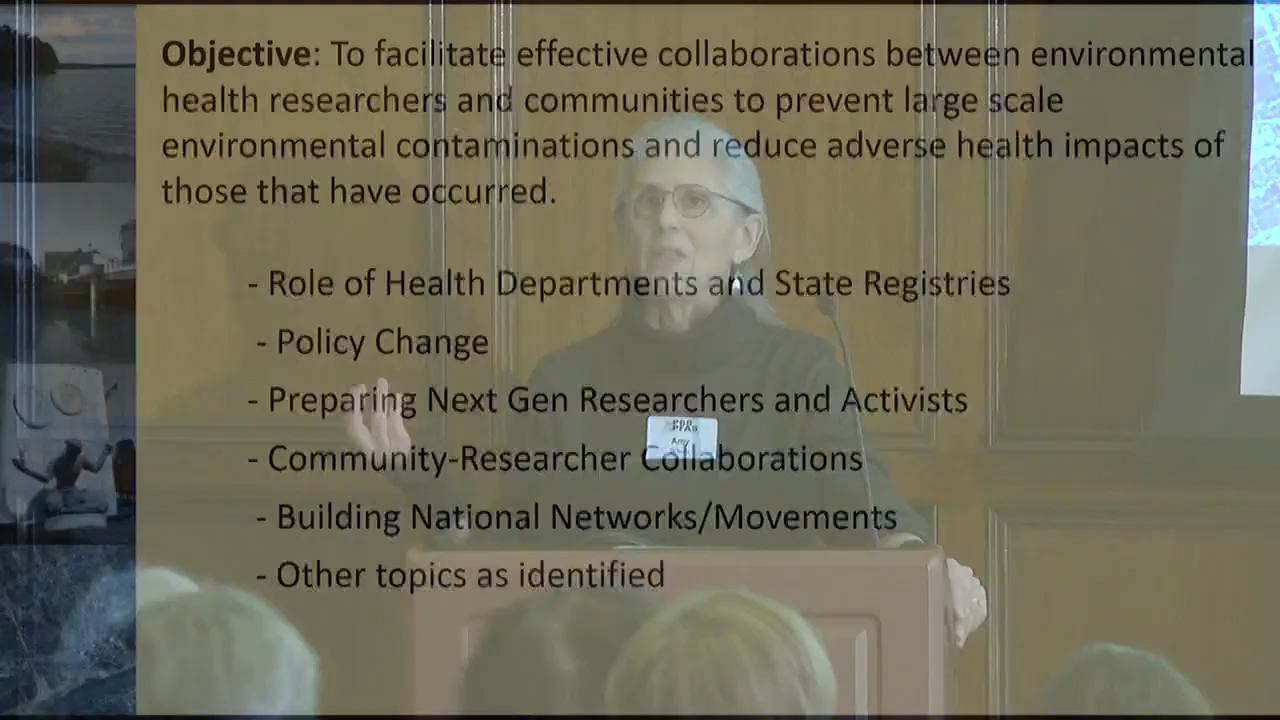 Objective: To facilitate effective collaborations between environmental
health researchers and communities to prevent large scale
environmental contaminations and reduce adverse health impacts of
those that have occurred.
- Role of Health Departments and State Registries
- Policy Change
- Preparing Next Gen Researchers and Activists
- Community-Researcher Collaborations
- Building National Networks/Movements
- Other topics as identified
PFAS
Amy